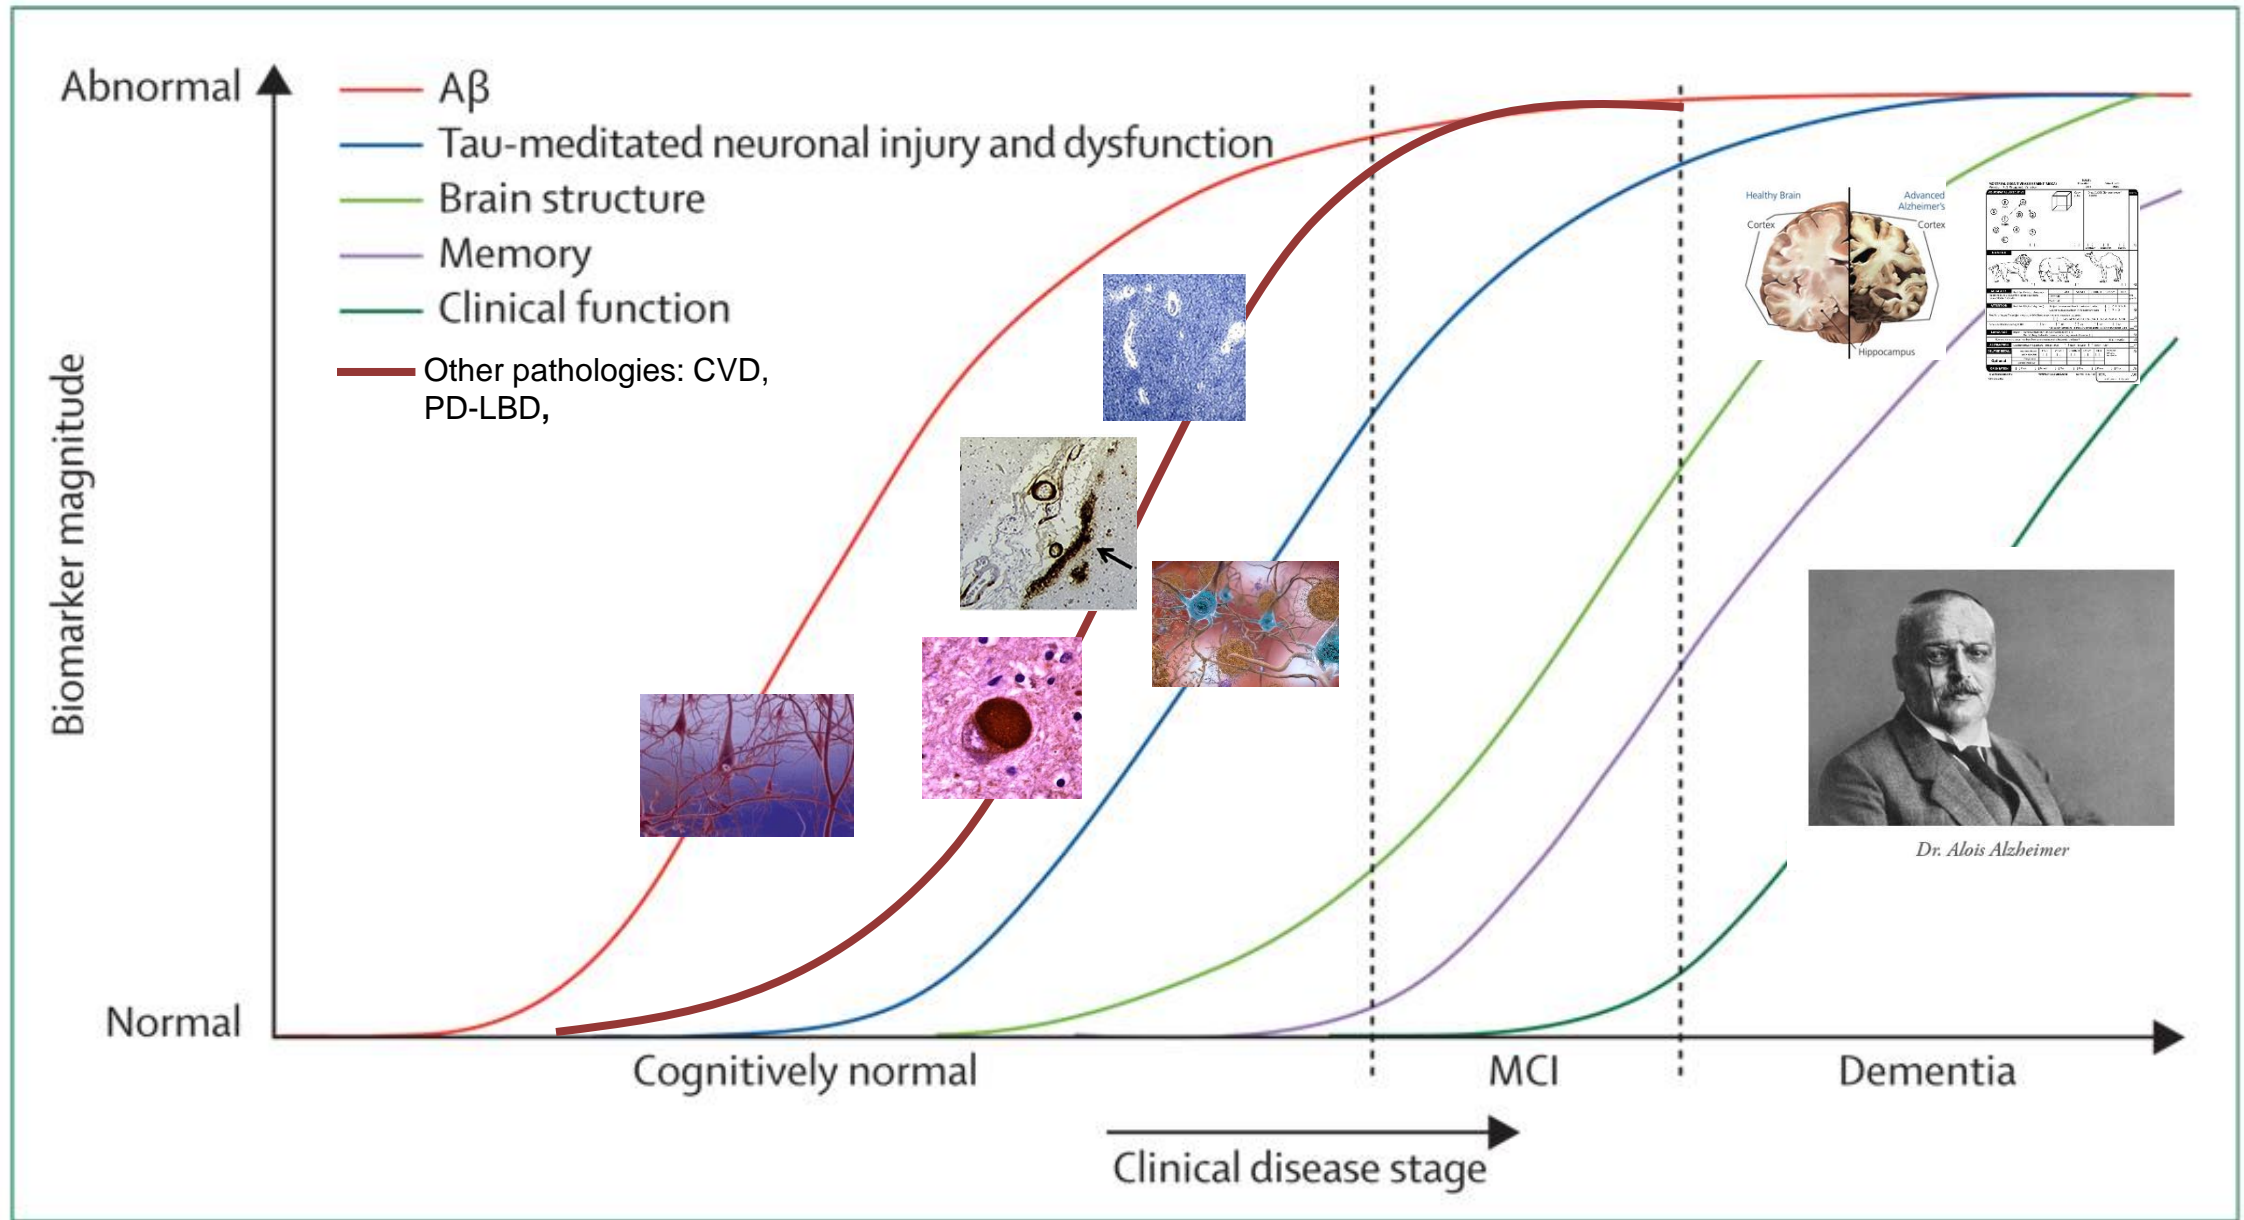 Abnormal
Aβ
Tau-meditated neuronal injury and dysfunction
Brain structure
Memory
Clinical function
Other pathologies: CVD,
PD-LBD,
Biomarker magnitude
Healthy Brain
Advanced
Alzheimer's
Cortex
Cortex
Hippocampus
Dr. Alois Alzheimer
Normal
Cognitively normal
MCI
Dementia
Clinical disease stage